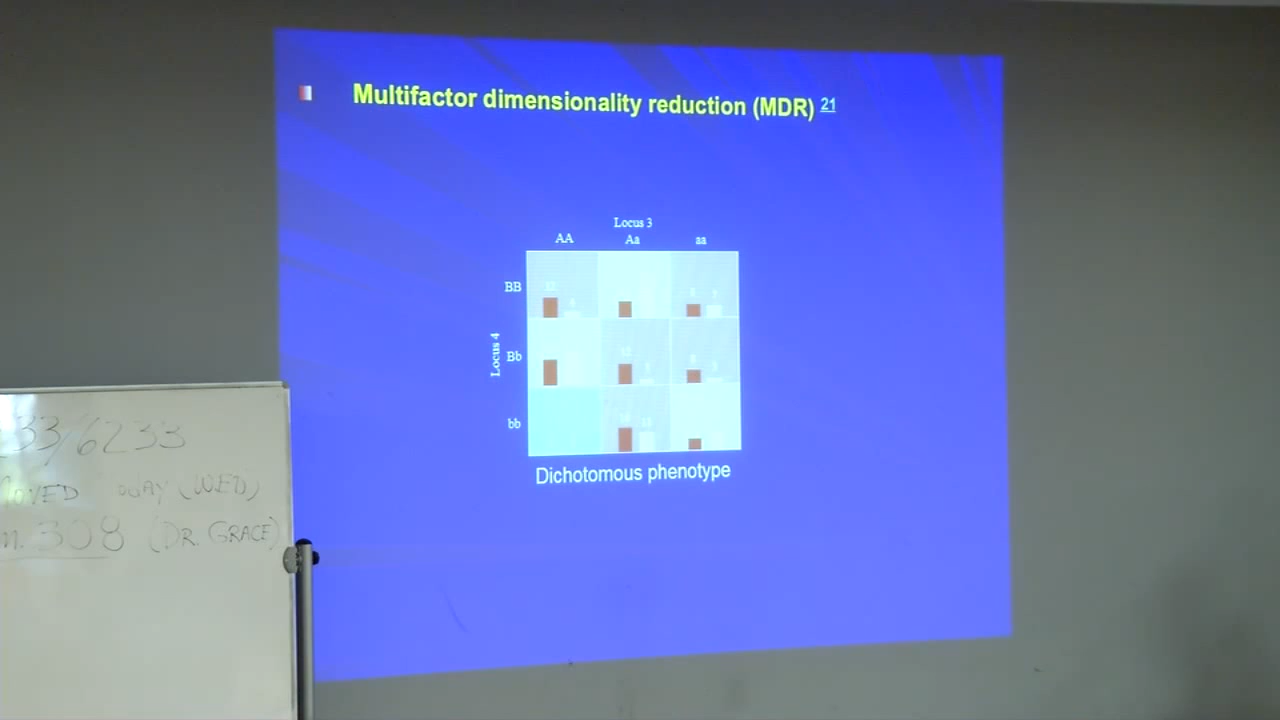 Multifactor dimensionality reduction (MDR) 21
Locus 3
AA Aa aa
BB
Locus 4
Bb
bb
Dichotomous phenotype
33/6233
MOVED (WED)
308 (DR. GRACE)